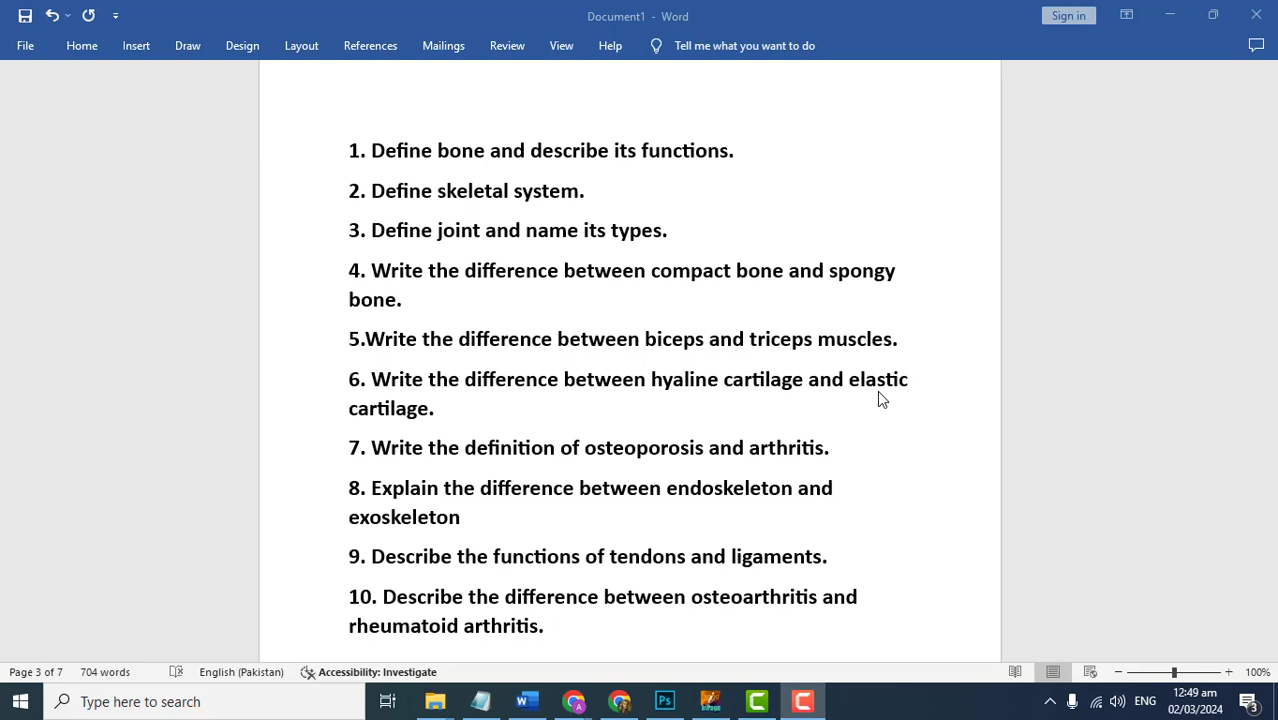 Document1 - Word
Sign in
File Home Insert Draw Design Layout References Mailings Review View Help Tell me what you want to do
1. Define bone and describe its functions.
2. Define skeletal system.
3. Define joint and name its types.
4. Write the difference between compact bone and spongy
bone.
5.Write the difference between biceps and triceps muscles.
6. Write the difference between hyaline cartilage and elastic
cartilage.
7. Write the definition of osteoporosis and arthritis.
8. Explain the difference between endoskeleton and
exoskeleton
9. Describe the functions of tendons and ligaments.
10. Describe the difference between osteoarthritis and
rheumatoid arthritis.
Page 3 of 7 704 words English (Pakistan) Accessibility: Investigate 100%
Type here to search
ENG
12:49 am
02/03/2024
3